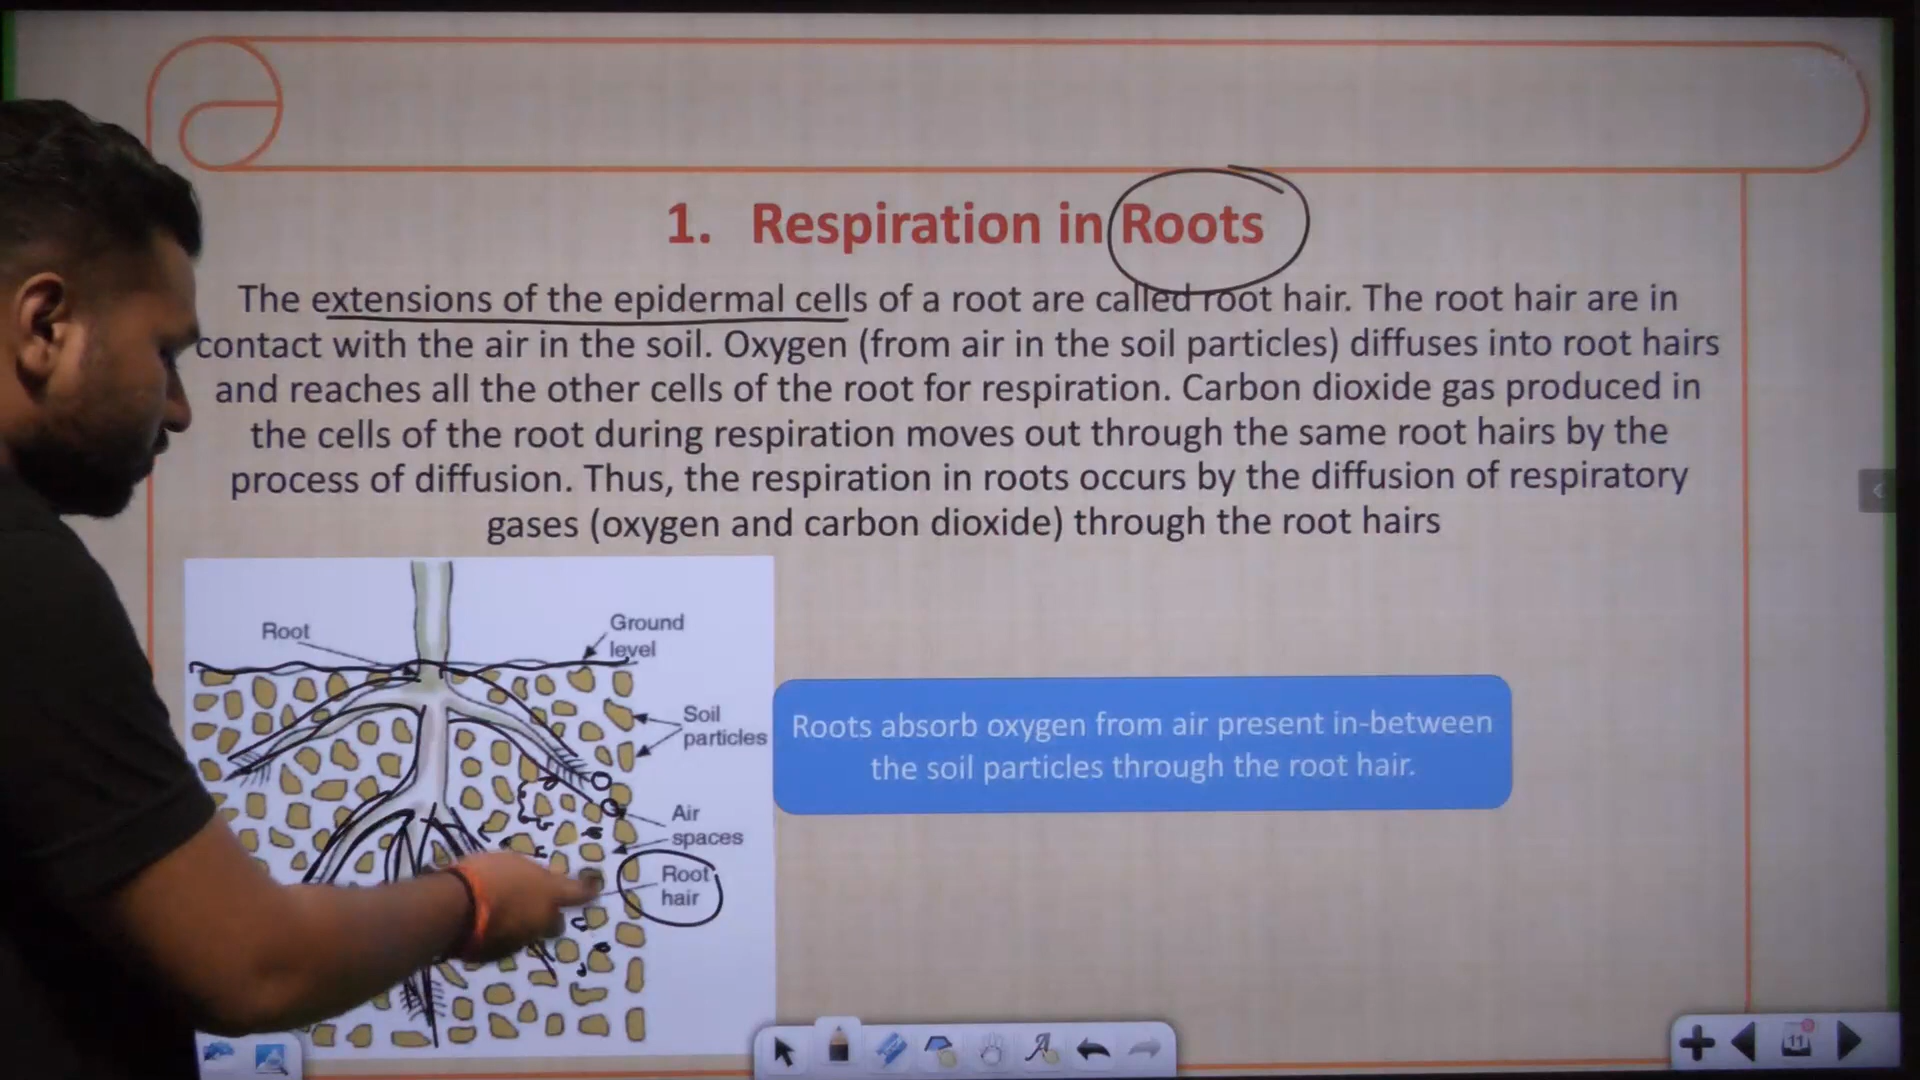 1. Respiration in Roots
The extensions of the epidermal cells of a root are called root hair. The root hair are in
contact with the air in the soil. Oxygen (from air in the soil particles) diffuses into root hairs
and reaches all the other cells of the root for respiration. Carbon dioxide gas produced in
the cells of the root during respiration moves out through the same root hairs by the
process of diffusion. Thus, the respiration in roots occurs by the diffusion of respiratory
gases (oxygen and carbon dioxide) through the root hairs
Root
Ground
level
Soil
particles
Air
spaces
Root
hair
Roots absorb oxygen from air present in-between
the soil particles through the root hair.
11